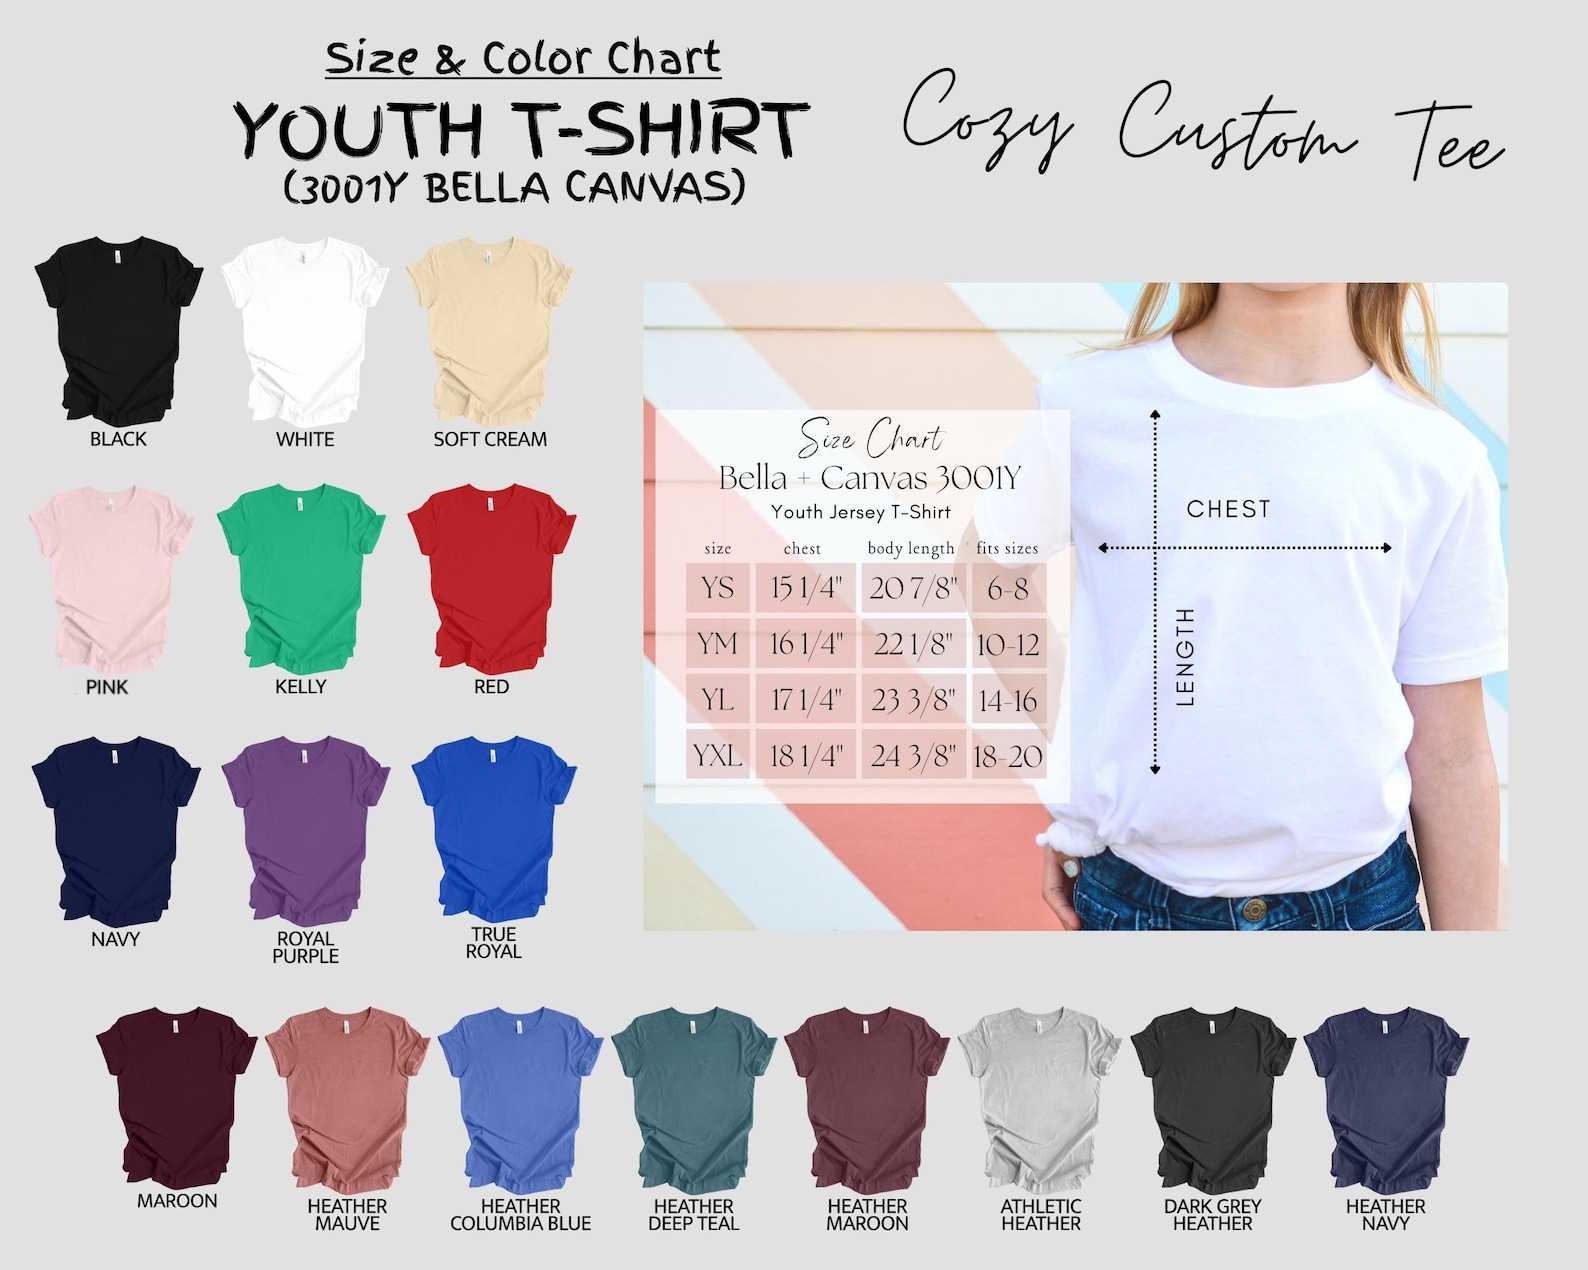 Size & Color Chart
YOUTH T-SHIRT
(3001Y BELLA CANVAS)
Cozy Custom Tee
BLACK
WHITE
SOFT CREAM
PINK
KELLY
RED
NAVY
ROYAL
PURPLE
TRUE
ROYAL
Size Chart
Bella + Canvas 3001Y
Youth Jersey T-Shirt
size chest body length fits sizes
YS 15 1/4" 20 7/8" 6-8
YM 16 1/4" 22 1/8" 10-12
YL 17 1/4" 23 3/8" 14-16
YXL 18 1/4" 24 3/8" 18-20
CHEST
LENGTH
MAROON
HEATHER
MAUVE
HEATHER
COLUMBIA BLUE
HEATHER
DEEP TEAL
HEATHER
MAROON
ATHLETIC
HEATHER
DARK GREY
HEATHER
HEATHER
NAVY